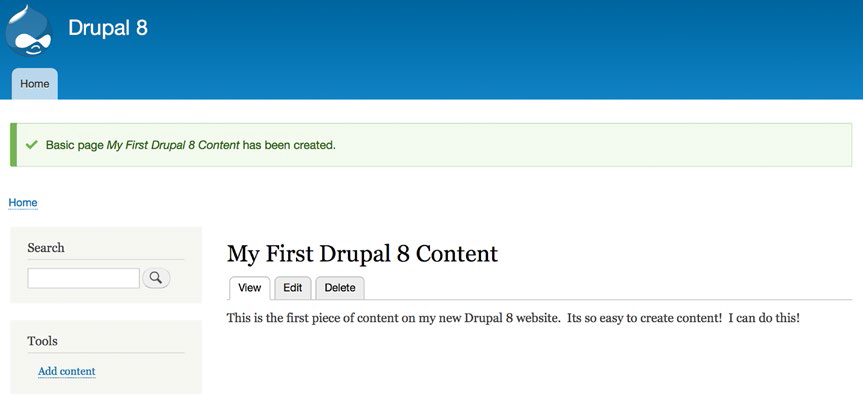 Drupal 8
Home
Basic page My First Drupal 8 Content has been created.
Home
Search
Tools
Add content
My First Drupal 8 Content
View Edit Delete
This is the first piece of content on my new Drupal 8 website.  Its so easy to create content!  I can do this!